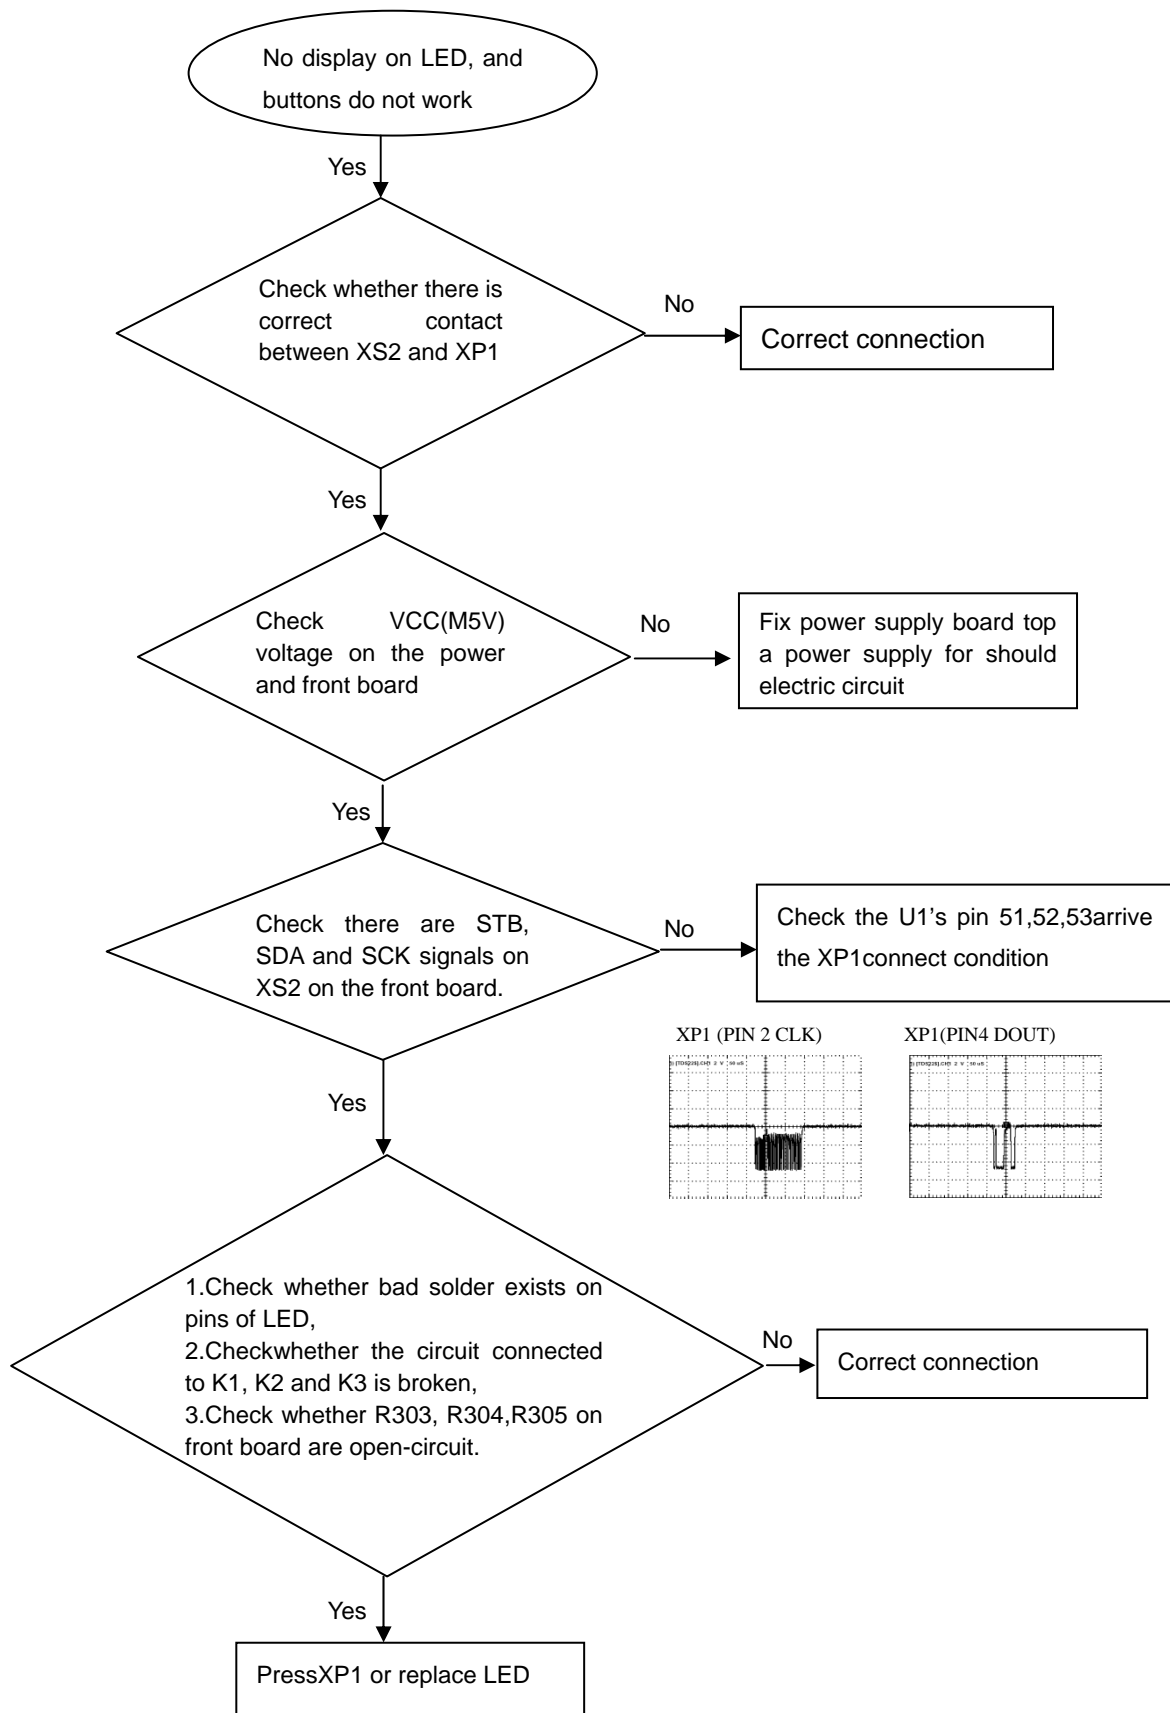 No display on LED, and
buttons do not work
Yes
Check whether there is
correct contact
between XS2 and XP1
No
Correct connection
Yes
Check VCC(M5V)
voltage on the power
and front board
No
Fix power supply board top
a power supply for should
electric circuit
Yes
Check there are STB,
SDA and SCK signals on
XS2 on the front board.
No
Check the U1's pin 51,52,53arrive
the XP1connect condition
XP1 (PIN 2 CLK)
XP1(PIN4 DOUT)
Yes
1.Check whether bad solder exists on
pins of LED,
2.Checkwhether the circuit connected
to K1, K2 and K3 is broken,
3.Check whether R303, R304,R305 on
front board are open-circuit.
No
Correct connection
Yes
PressXP1 or replace LED